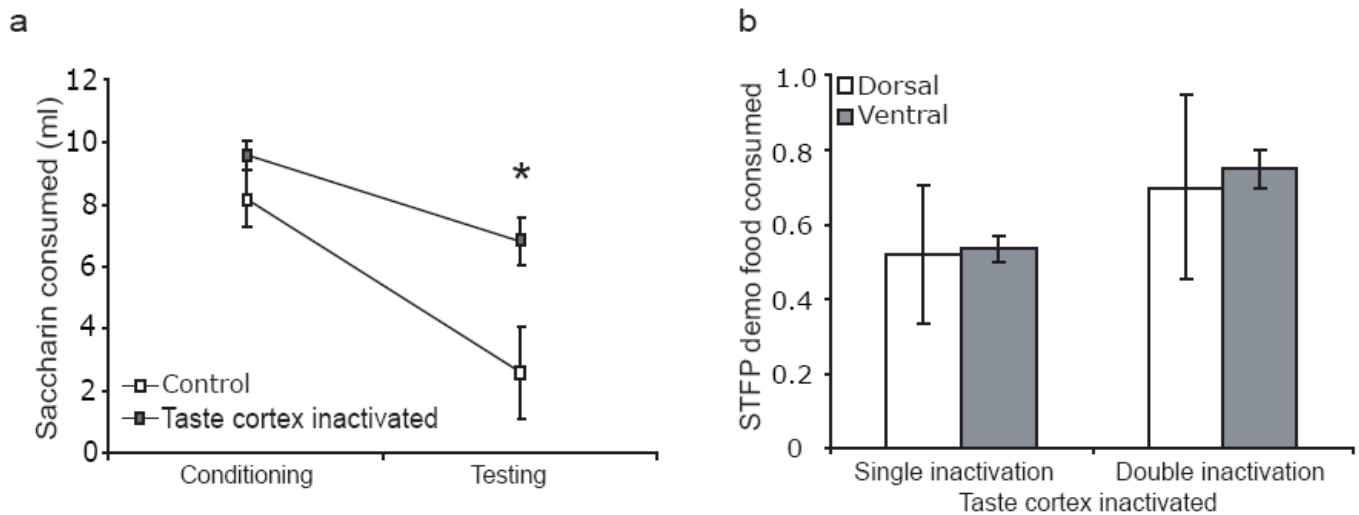 a
12
10
8
6
4
2
0
Saccharin consumed (ml)
*
Control
Taste cortex inactivated
Conditioning
Testing
b
1.0
0.8
0.6
0.4
0.2
0
STFP demo food consumed
Dorsal
Ventral
Single inactivation
Double inactivation
Taste cortex inactivated